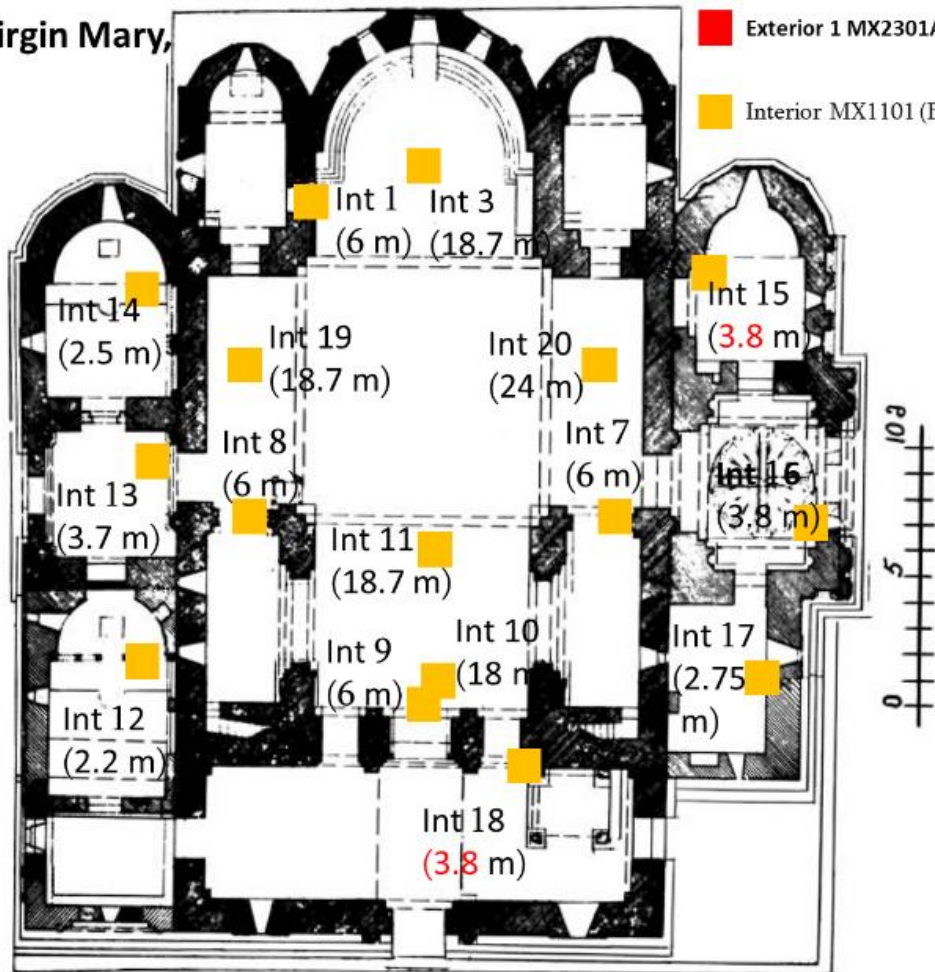 irgin Mary,
Exterior 1 MX2301A
Interior MX1101 (E
Int 1
(6 m)
Int 3
(18.7 m)
Int 14
(2.5 m)
Int 15
(3.8 m)
Int 19
(18.7 m)
Int 20
(24 m)
Int 8
(6 m)
Int 7
(6 m)
Int 13
(3.7 m)
Int 16
(3.8 m)
Int 11
(18.7 m)
Int 9
(6 m)
Int 10
(18 m)
Int 17
(2.75
m)
Int 12
(2.2 m)
Int 18
(3.8 m)
10
5
0